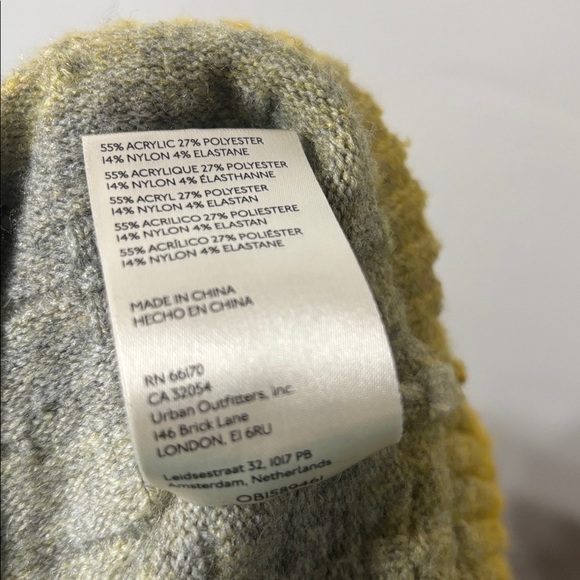 55% ACRYLIC 27% POLYESTER
14% NYLON 4% ELASTANE
55% ACRYLIQUE 27% POLYESTER
14% NYLON 4% ÉLASTHANNE
55% ACRYL 27% POLYESTER
14% NYLON 4% ELASTAN
55% ACRILICO 27% POLIESTERE
14% NYLON 4% ELASTAN
55% ACRÍLICO 27% POLIÉSTER
14% NYLON 4% ELASTANE
MADE IN CHINA
HECHO EN CHINA
RN 66170
CA 32054
Urban Outfitters, Inc.
146 Brick Lane
LONDON, E1 6RU
Leidsestraat 32, 1017 PB
Amsterdam, Netherlands